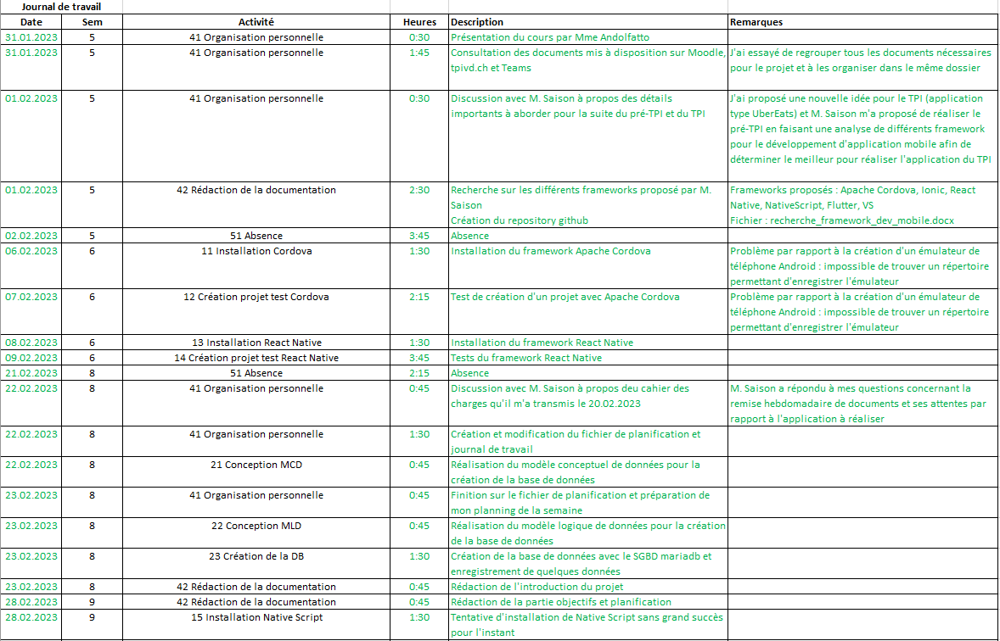 Journal de travail
Date Sem Activité Heures Description Remarques
31.01.2023 5 41 Organisation personnelle 0:30 Présentation du cours par Mme Andolfatto
31.01.2023 5 41 Organisation personnelle 1:45 Consultation des documents mis à disposition sur Moodle, J'ai essayé de regrouper tous les documents nécessaires
tpivd.ch et Teams pour le projet et à les organiser dans le même dossier
01.02.2023 5 41 Organisation personnelle 0:30 Discussion avec M. Saison à propos des détails J'ai proposé une nouvelle idée pour le TPI (application
importants à aborder pour la suite du pré-TPI et du TPI type UberEats) et M. Saison m'a proposé de réaliser le
pré-TPI en faisant une analyse de différents framework
pour le développement d'application mobile afin de
déterminer le meilleur pour réaliser l'application du TPI
01.02.2023 5 42 Rédaction de la documentation 2:30 Recherche sur les différents frameworks proposé par M. Frameworks proposés : Apache Cordova, Ionic, React
Saison Native, NativeScript, Flutter, VS
Création du repository github Fichier : recherche_framework_dev_mobile.docx
02.02.2023 5 51 Absence 3:45 Absence
06.02.2023 6 11 Installation Cordova 1:30 Installation du framework Apache Cordova Problème par rapport à la création d'un émulateur de
téléphone Android : impossible de trouver un répertoire
permettant d'enregistrer l'émulateur
07.02.2023 6 12 Création projet test Cordova 2:15 Test de création d'un projet avec Apache Cordova Problème par rapport à la création d'un émulateur de
téléphone Android : impossible de trouver un répertoire
permettant d'enregistrer l'émulateur
08.02.2023 6 13 Installation React Native 1:30 Installation du framework React Native
09.02.2023 6 14 Création projet test React Native 3:45 Tests du framework React Native
21.02.2023 8 51 Absence 2:15 Absence
22.02.2023 8 41 Organisation personnelle 0:45 Discussion avec M. Saison à propos deu cahier des M. Saison a répondu à mes questions concernant la
charges qu'il m'a transmis le 20.02.2023 remise hebdomadaire de documents et ses attentes par
rapport à l'application à réaliser
22.02.2023 8 41 Organisation personnelle 1:30 Création et modification du fichier de planification et
journal de travail
22.02.2023 8 21 Conception MCD 0:45 Réalisation du modèle conceptuel de données pour la
création de la base de données
23.02.2023 8 41 Organisation personnelle 0:45 Finition sur le fichier de planification et préparation de
mon planning de la semaine
23.02.2023 8 22 Conception MLD 0:45 Réalisation du modèle logique de données pour la création
de la base de données
23.02.2023 8 23 Création de la DB 1:30 Création de la base de données avec le SGBD mariadb et
enregistrement de quelques données
23.02.2023 8 42 Rédaction de la documentation 0:45 Rédaction de l'introduction du projet
28.02.2023 9 42 Rédaction de la documentation 0:45 Rédaction de la partie objectifs et planification
28.02.2023 9 15 Installation Native Script 1:30 Tentative d'installation de Native Script sans grand succès
pour l'instant